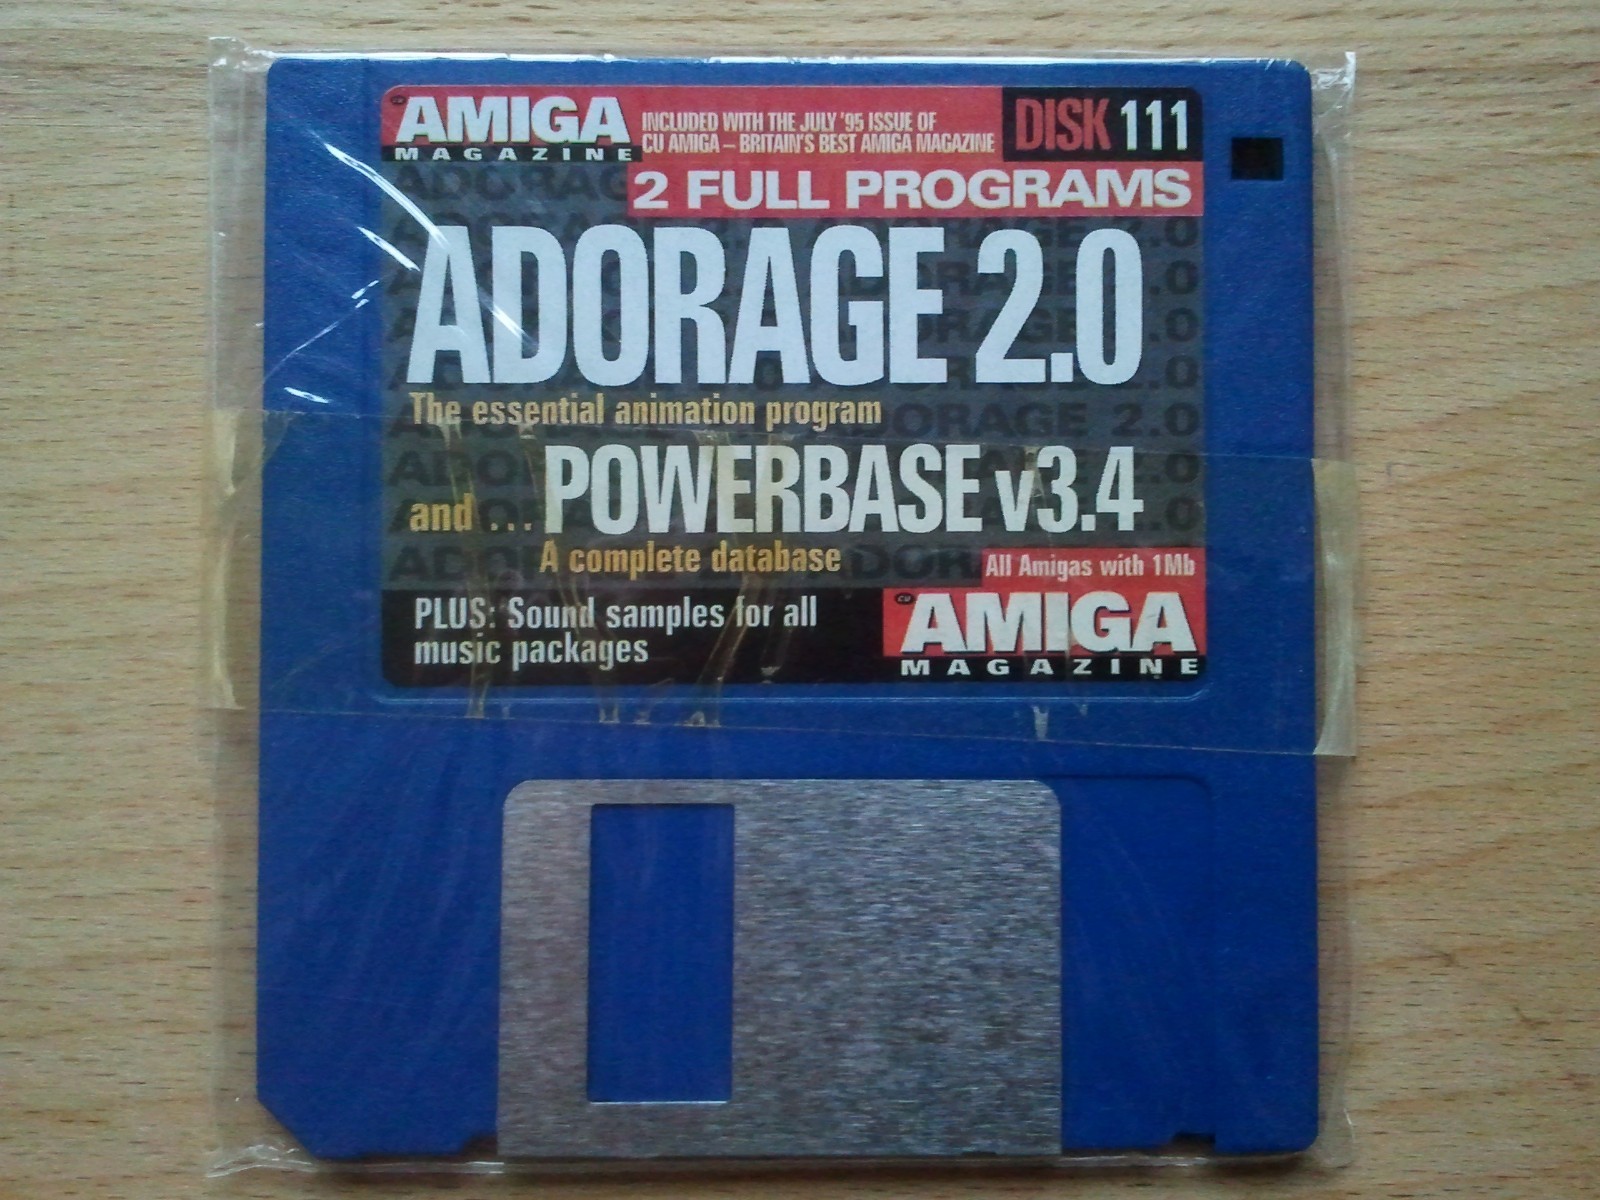 CU AMIGA
MAGAZINE
INCLUDED WITH THE JULY '95 ISSUE OF
CU AMIGA – BRITAIN'S BEST AMIGA MAGAZINE
DISK 111
2 FULL PROGRAMS
ADORAGE 2.0
The essential animation program
and ... POWERBASE v3.4
A complete database
All Amigas with 1Mb
PLUS: Sound samples for all
music packages
CU AMIGA
MAGAZINE